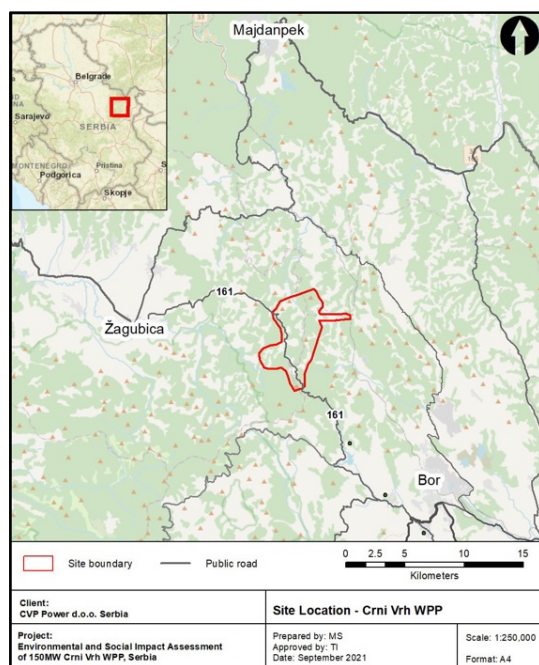 Majdanpek
Belgrade
Sarajevo
SERBIA
MONTENEGRO
Pristina
Podgorica
Skopje
161
Žagubica
161
Bor
Site boundary
Public road
0 2.5 5 10 15
Kilometers
Client:
CVP Power d.o.o. Serbia
Site Location - Crni Vrh WPP
Project:
Environmental and Social Impact Assessment
of 150MW Crni Vrh WPP, Serbia
Prepared by: MS
Approved by: TI
Date: September 2021
Scale: 1:250,000
Format: A4